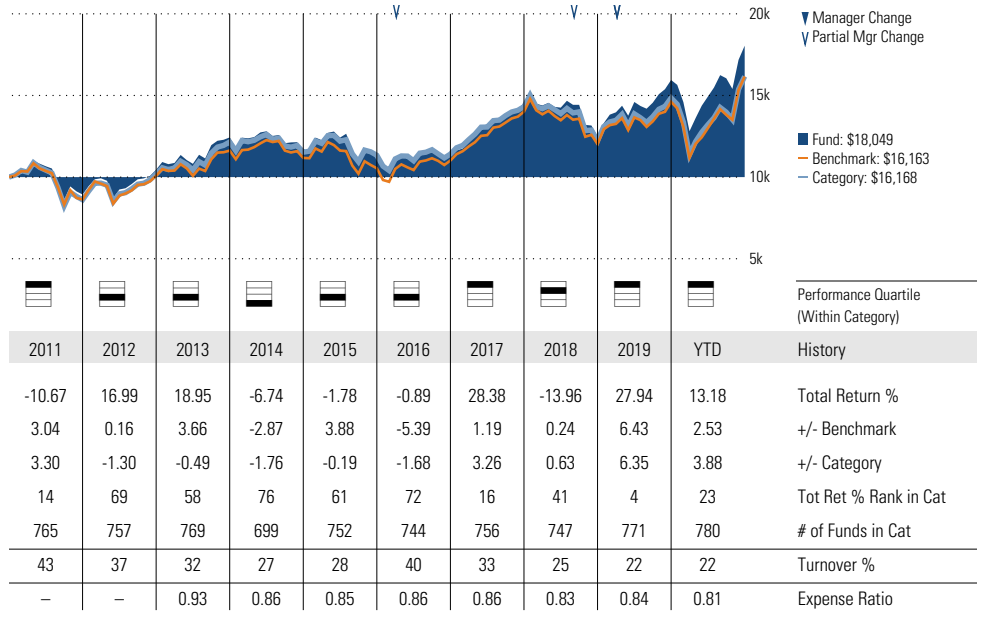 20k
Manager Change
Partial Mgr Change
15k
Fund: $18,049
Benchmark: $16,163
Category: $16,168
10k
5k
Performance Quartile
(Within Category)
2011 2012 2013 2014 2015 2016 2017 2018 2019 YTD History
-10.67 16.99 18.95 -6.74 -1.78 -0.89 28.38 -13.96 27.94 13.18 Total Return %
3.04 0.16 3.66 -2.87 3.88 -5.39 1.19 0.24 6.43 2.53 +/- Benchmark
3.30 -1.30 -0.49 -1.76 -0.19 -1.68 3.26 0.63 6.35 3.88 +/- Category
14 69 58 76 61 72 16 41 4 23 Tot Ret % Rank in Cat
765 757 769 699 752 744 756 747 771 780 # of Funds in Cat
43 37 32 27 28 40 33 25 22 22 Turnover %
– – 0.93 0.86 0.85 0.86 0.86 0.83 0.84 0.81 Expense Ratio